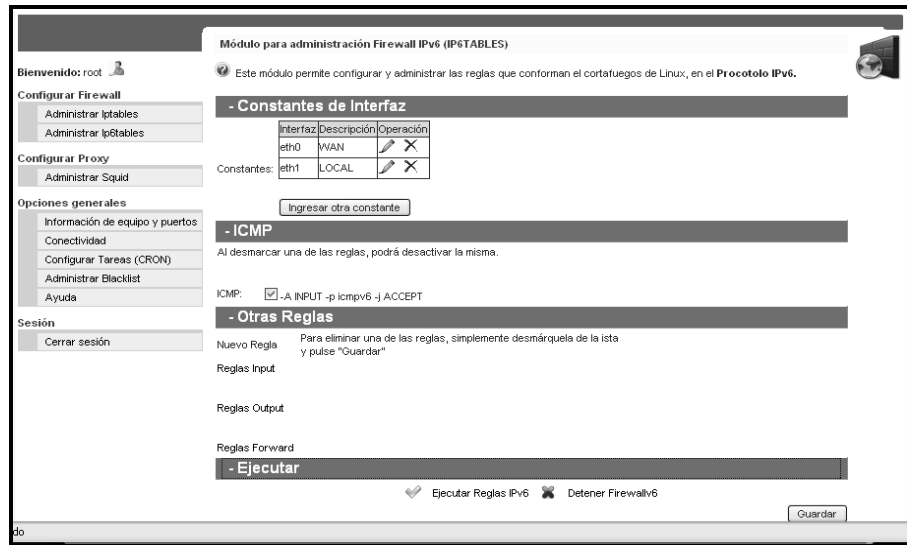 Módulo para administración Firewall IPv6 (IP6TABLES)
Bienvenido: root
Este módulo permite configurar y administrar las reglas que conforman el cortafuegos de Linux, en el Procotolo IPv6.
Configurar Firewall
Administrar Iptables
Administrar Ip6tables
Configurar Proxy
Administrar Squid
Opciones generales
Información de equipo y puertos
Conectividad
Configurar Tareas (CRON)
Administrar Blacklist
Ayuda
Sesión
Cerrar sesión
- Constantes de Interfaz
Interfaz Descripción Operación
eth0 WAN
Constantes: eth1 LOCAL
Ingresar otra constante
- ICMP
Al desmarcar una de las reglas, podrá desactivar la misma.
ICMP: -A INPUT -p icmpv6 -j ACCEPT
- Otras Reglas
Nuevo Regla
Para eliminar una de las reglas, simplemente desmárquela de la ista
y pulse "Guardar"
Reglas Input
Reglas Output
Reglas Forward
- Ejecutar
Ejecutar Reglas IPv6 Detener Firewallv6
Guardar
do